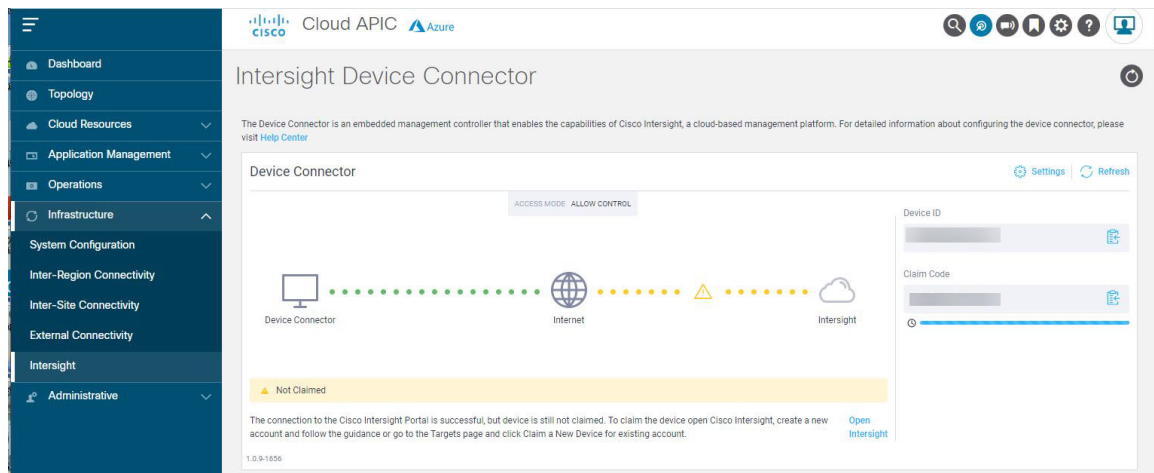 CISCO
Cloud APIC
Azure
Dashboard
Topology
Cloud Resources
Application Management
Operations
Infrastructure
System Configuration
Inter-Region Connectivity
Inter-Site Connectivity
External Connectivity
Intersight
Administrative
Intersight Device Connector
The Device Connector is an embedded management controller that enables the capabilities of Cisco Intersight, a cloud-based management platform. For detailed information about configuring the device connector, please
visit Help Center
Device Connector
Settings
Refresh
ACCESS MODE ALLOW CONTROL
Device Connector
Internet
Intersight
Device ID
Claim Code
Not Claimed
The connection to the Cisco Intersight Portal is successful, but device is still not claimed. To claim the device open Cisco Intersight, create a new
account and follow the guidance or go to the Targets page and click Claim a New Device for existing account.
Open
Intersight
1.0.9-1656